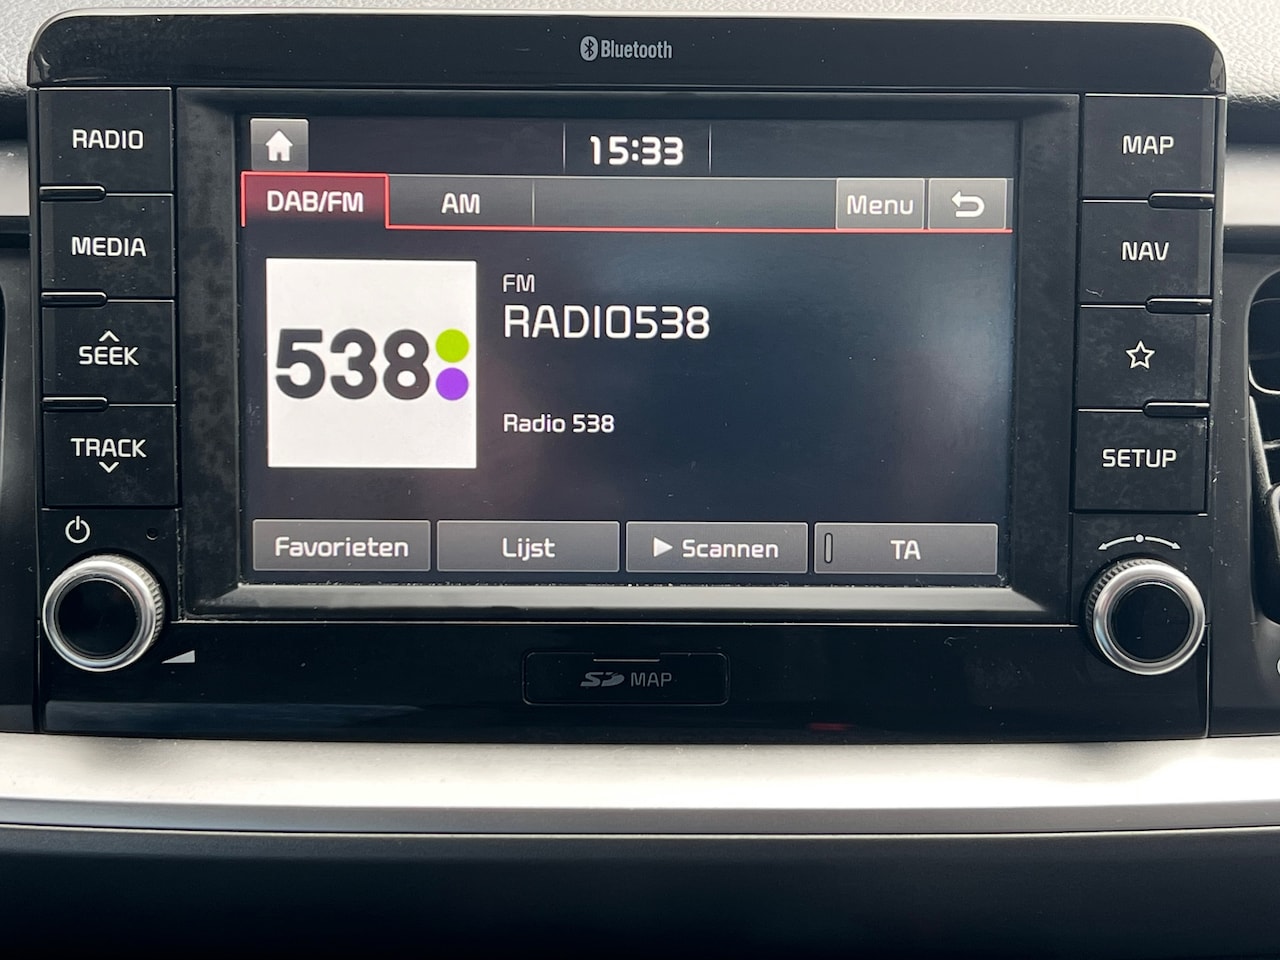 Bluetooth
RADIO
MEDIA
SEEK
TRACK
15:33
DAB/FM
AM
Menu
538
FM
RADIO538
Radio 538
Favorieten
Lijst
Scannen
TA
MAP
NAV
SETUP
SD MAP